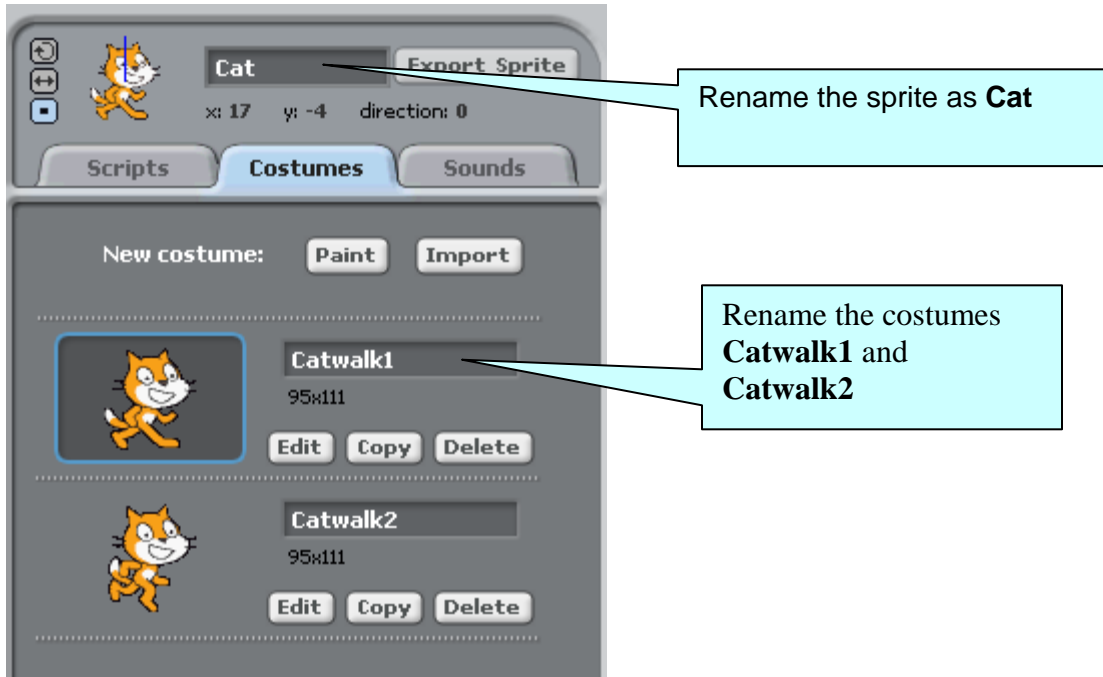 Cat
Export Sprite
x: 17 y: -4 direction: 0
Rename the sprite as Cat
Scripts Costumes Sounds
New costume: Paint Import
Catwalk1
95x111
Edit Copy Delete
Rename the costumes
Catwalk1 and
Catwalk2
Catwalk2
95x111
Edit Copy Delete